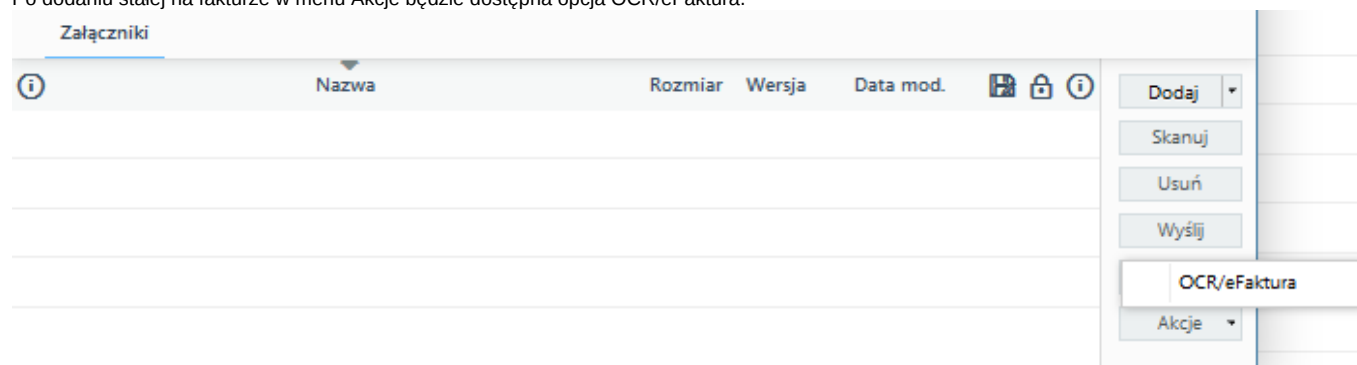 Po dodaniu stałej na fakturze w menu Akcje będzie dostępna opcja OCR/eFaktura.
Załączniki
Nazwa Rozmiar Wersja Data mod.
Dodaj
Skanuj
Usuń
Wyślij
OCR/eFaktura
Akcje